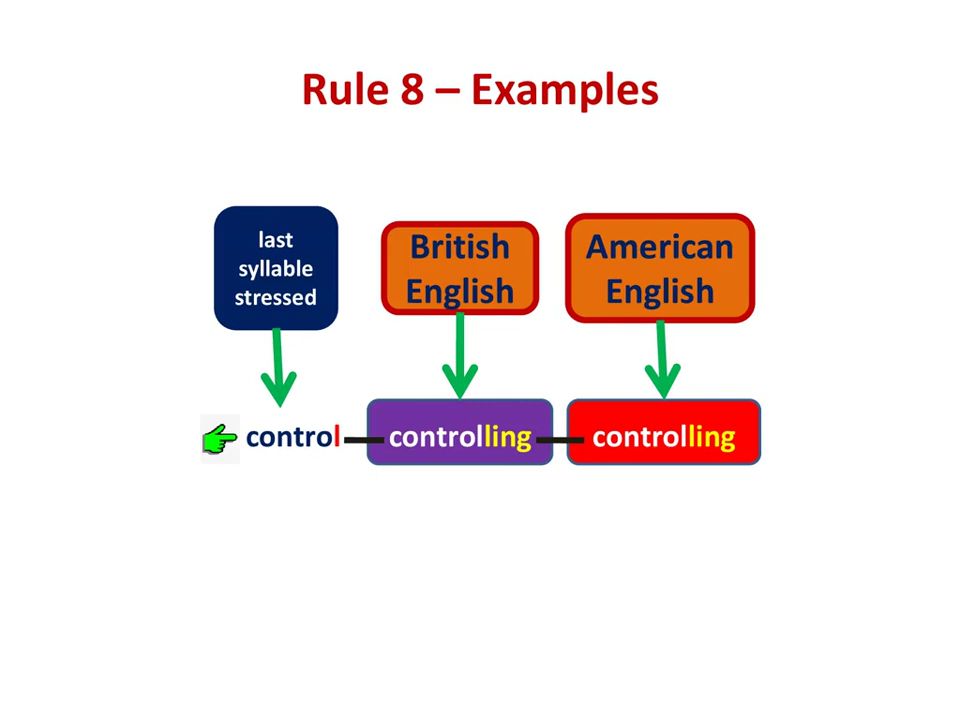 Rule 8 – Examples
last
syllable
stressed
British
English
American
English
control
controlling
controlling